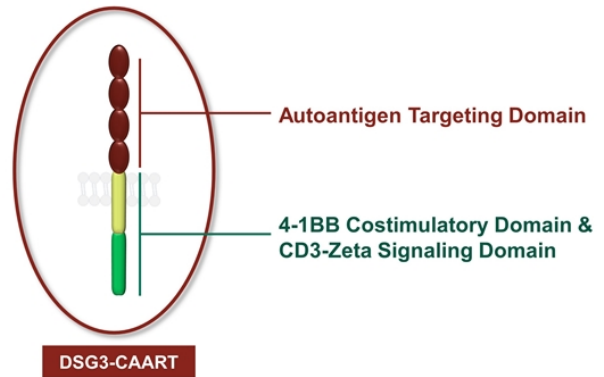 Autoantigen Targeting Domain
4-1BB Costimulatory Domain &
CD3-Zeta Signaling Domain
DSG3-CAART